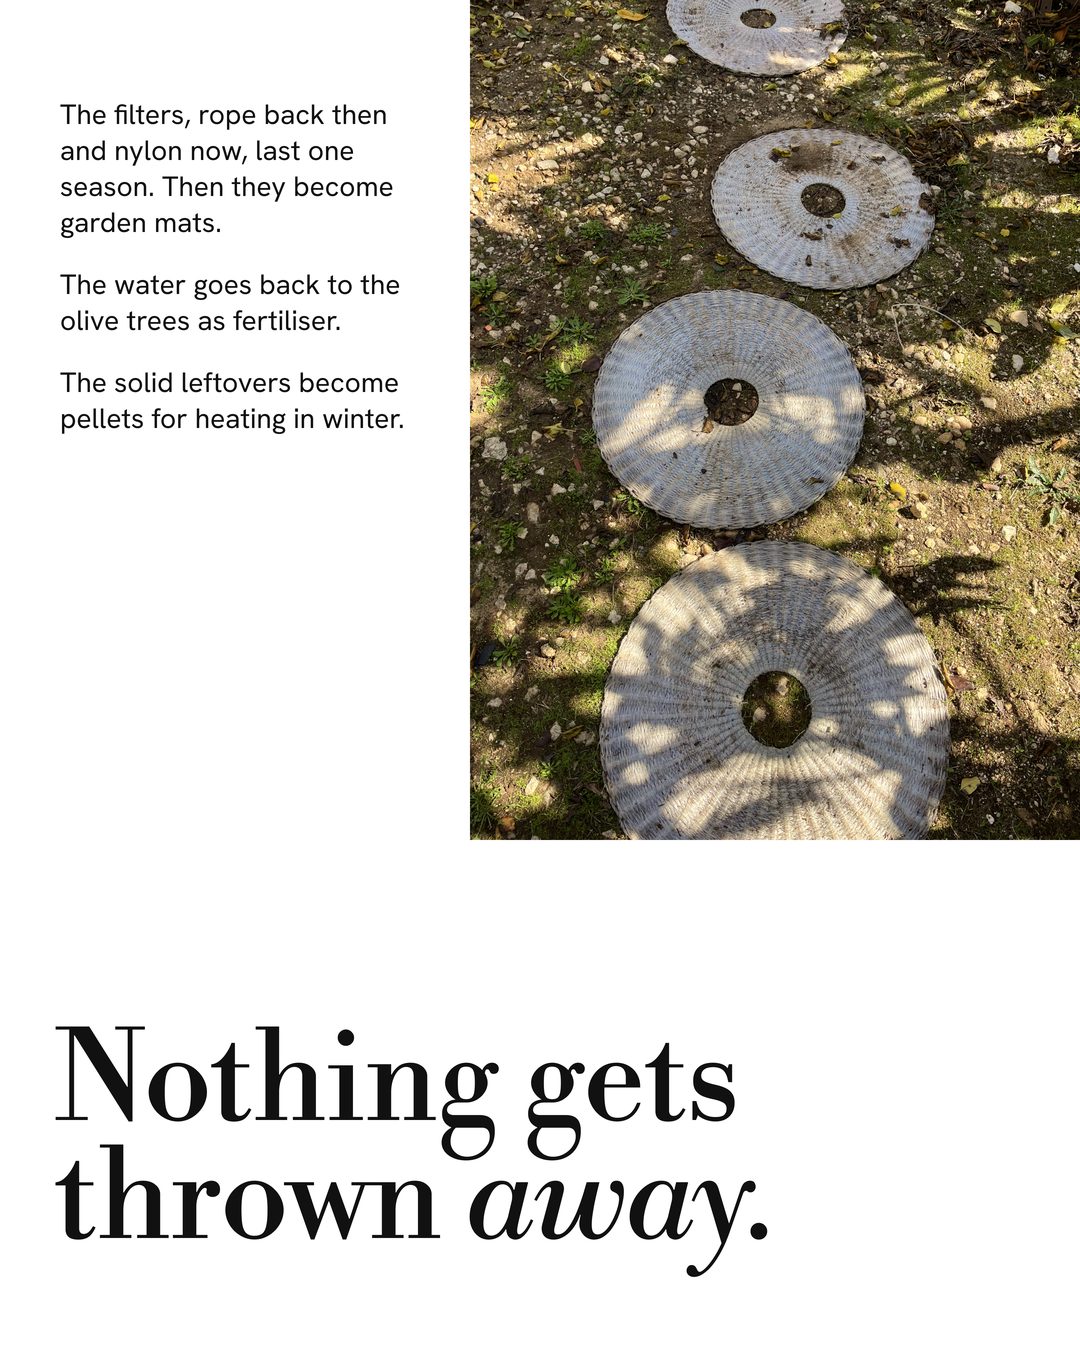 The filters, rope back then
and nylon now, last one
season. Then they become
garden mats.
The water goes back to the
olive trees as fertiliser.
The solid leftovers become
pellets for heating in winter.
Nothing gets
thrown away.